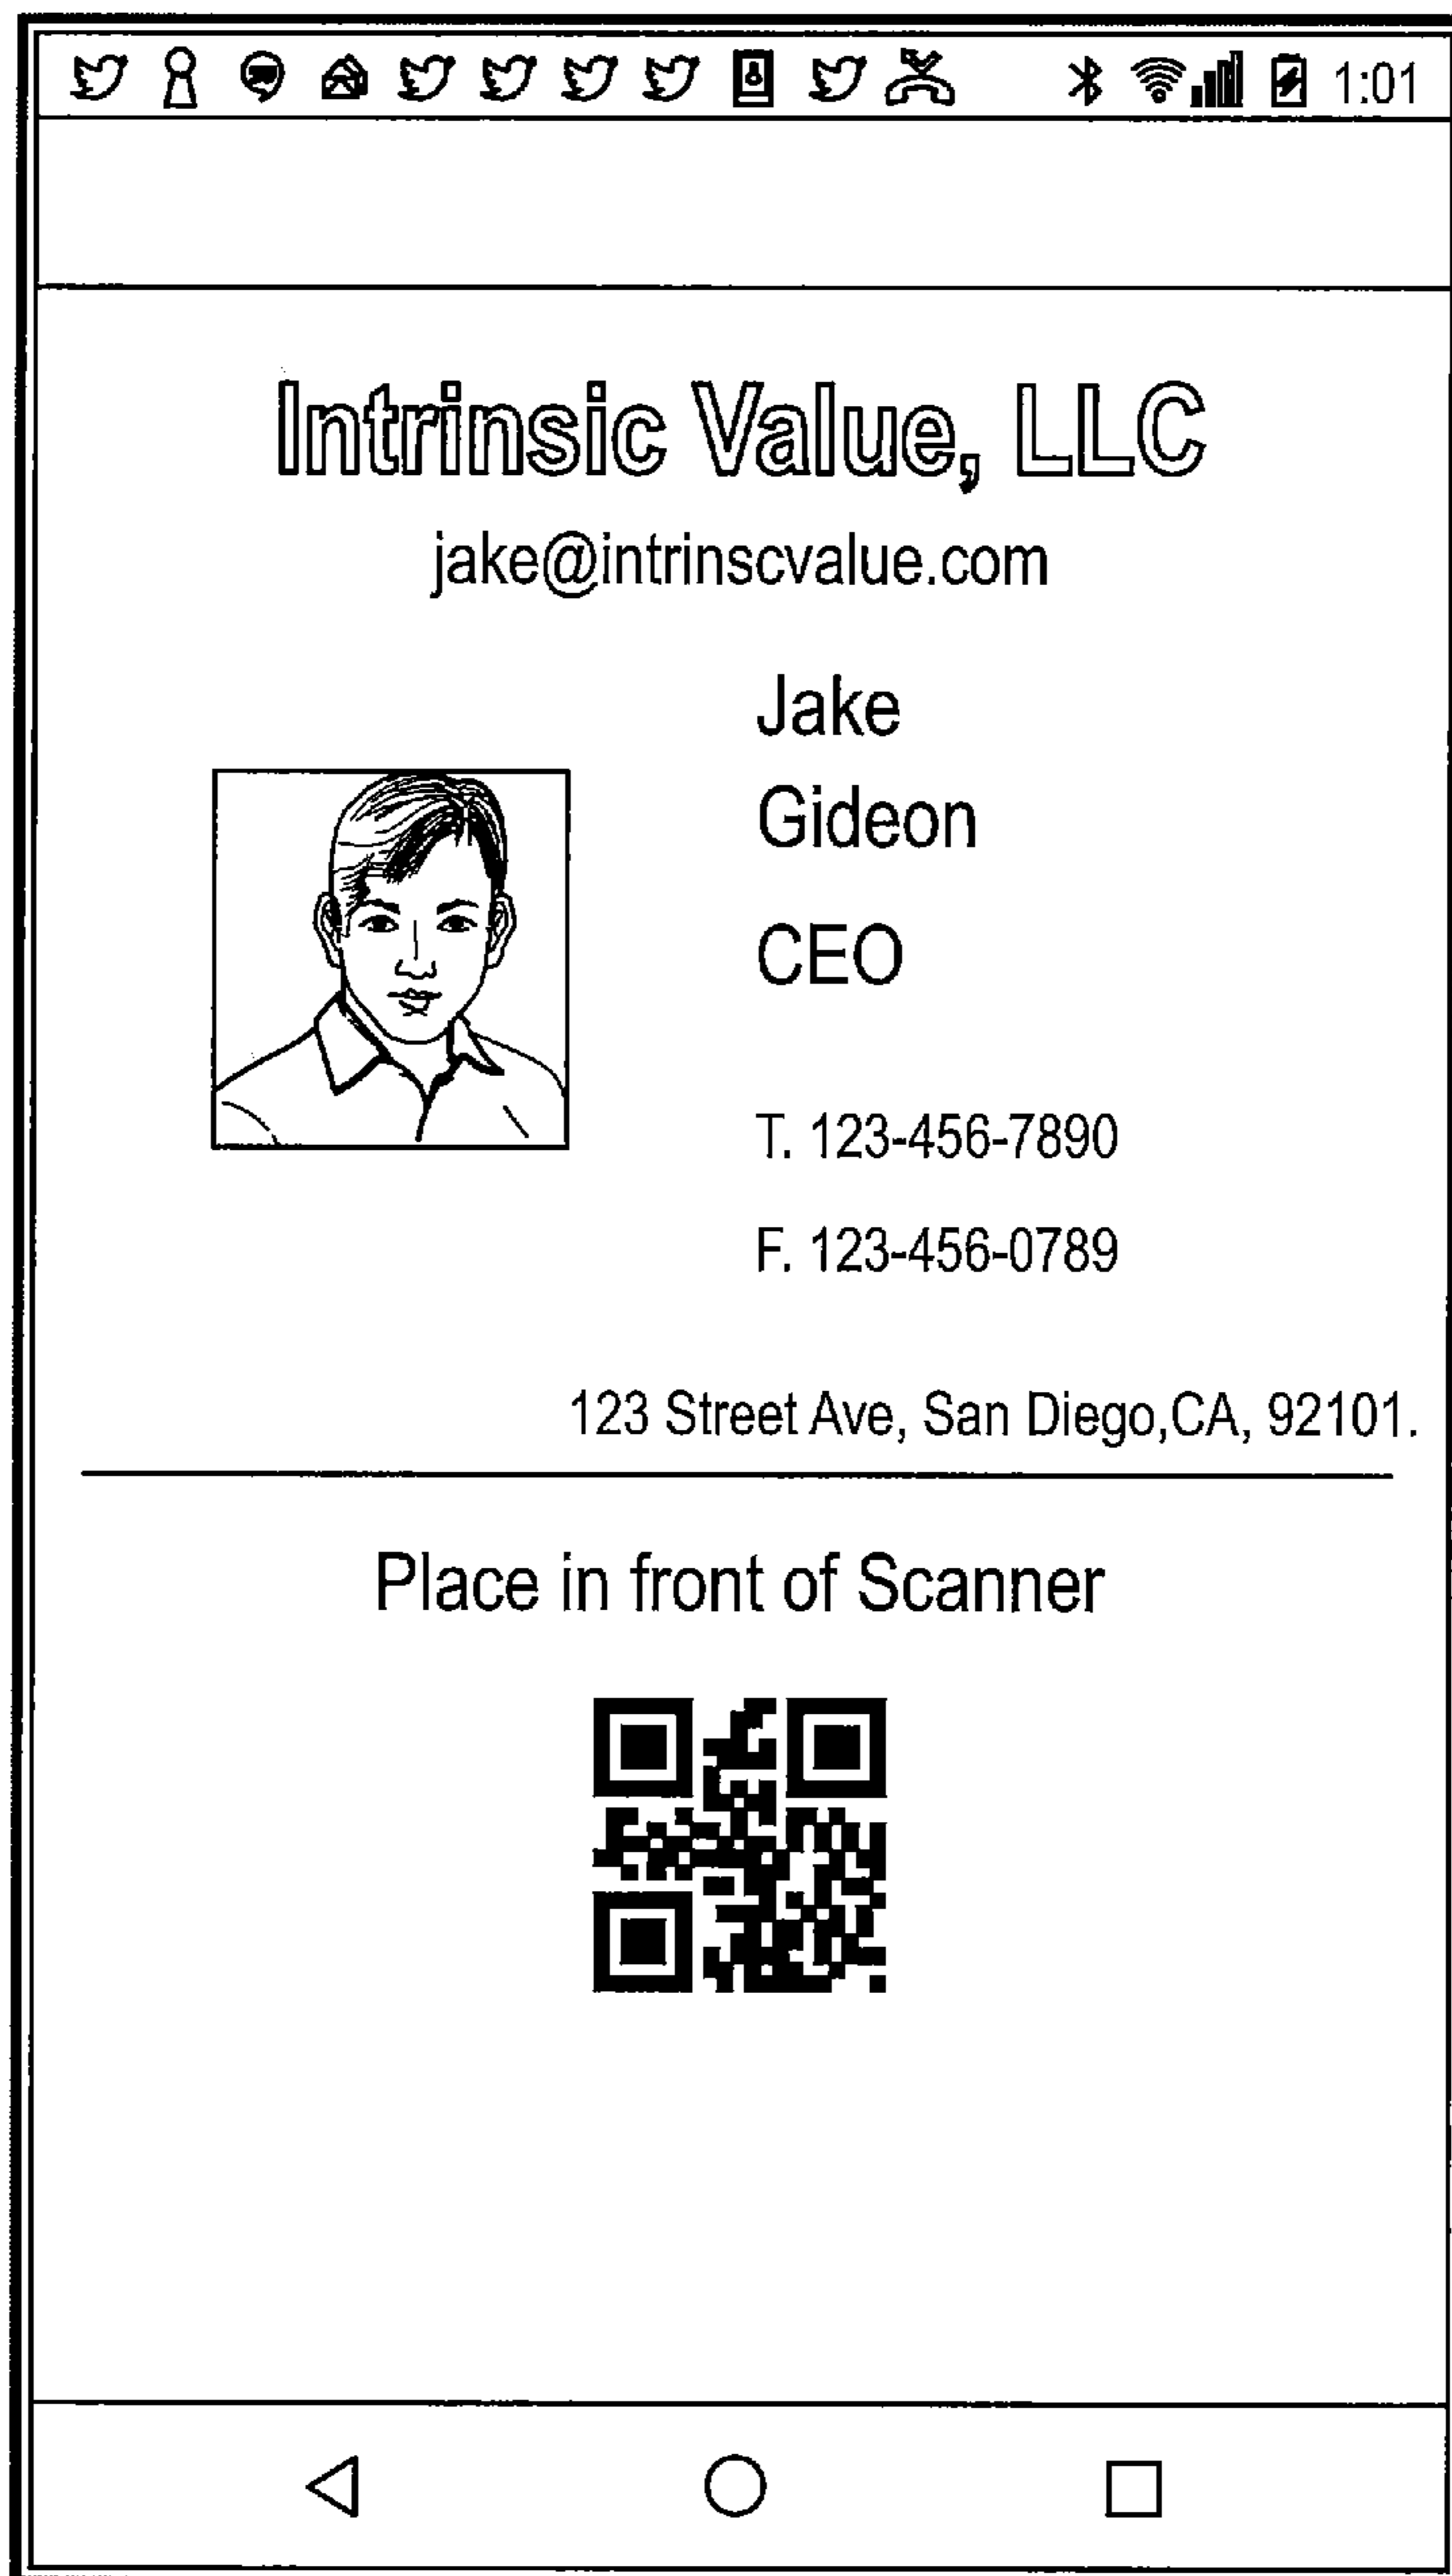 1:01
Intrinsic Value, LLC
jake@intrinscvalue.com
Jake
Gideon
CEO
T. 123-456-7890
F. 123-456-0789
123 Street Ave, San Diego,CA, 92101.
Place in front of Scanner